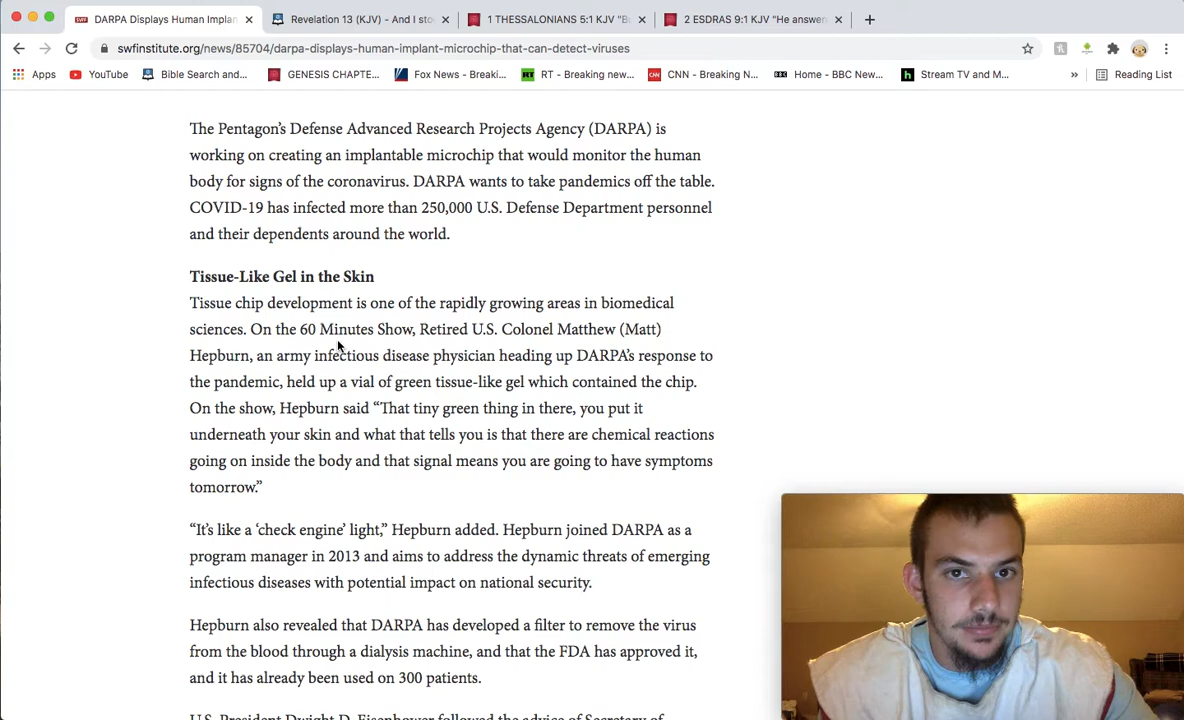 DARPA Displays Human Implan
Revelation 13 (KJV) - And I sto
1 THESSALONIANS 5:1 KJV "B
2 ESDRAS 9:1 KJV "He answer
swfinstitute.org/news/85704/darpa-displays-human-implant-microchip-that-can-detect-viruses
Apps YouTube Bible Search and... GENESIS CHAPTE... Fox News - Breaki... RT - Breaking new... CNN - Breaking N... Home - BBC New... Stream TV and M... » Reading List
The Pentagon's Defense Advanced Research Projects Agency (DARPA) is
working on creating an implantable microchip that would monitor the human
body for signs of the coronavirus. DARPA wants to take pandemics off the table.
COVID-19 has infected more than 250,000 U.S. Defense Department personnel
and their dependents around the world.
Tissue-Like Gel in the Skin
Tissue chip development is one of the rapidly growing areas in biomedical
sciences. On the 60 Minutes Show, Retired U.S. Colonel Matthew (Matt)
Hepburn, an army infectious disease physician heading up DARPA's response to
the pandemic, held up a vial of green tissue-like gel which contained the chip.
On the show, Hepburn said “That tiny green thing in there, you put it
underneath your skin and what that tells you is that there are chemical reactions
going on inside the body and that signal means you are going to have symptoms
tomorrow.”
“It's like a ‘check engine’ light,” Hepburn added. Hepburn joined DARPA as a
program manager in 2013 and aims to address the dynamic threats of emerging
infectious diseases with potential impact on national security.
Hepburn also revealed that DARPA has developed a filter to remove the virus
from the blood through a dialysis machine, and that the FDA has approved it,
and it has already been used on 300 patients.
U.S. President Dwight D. Eisenhower followed the advice of Secretary of